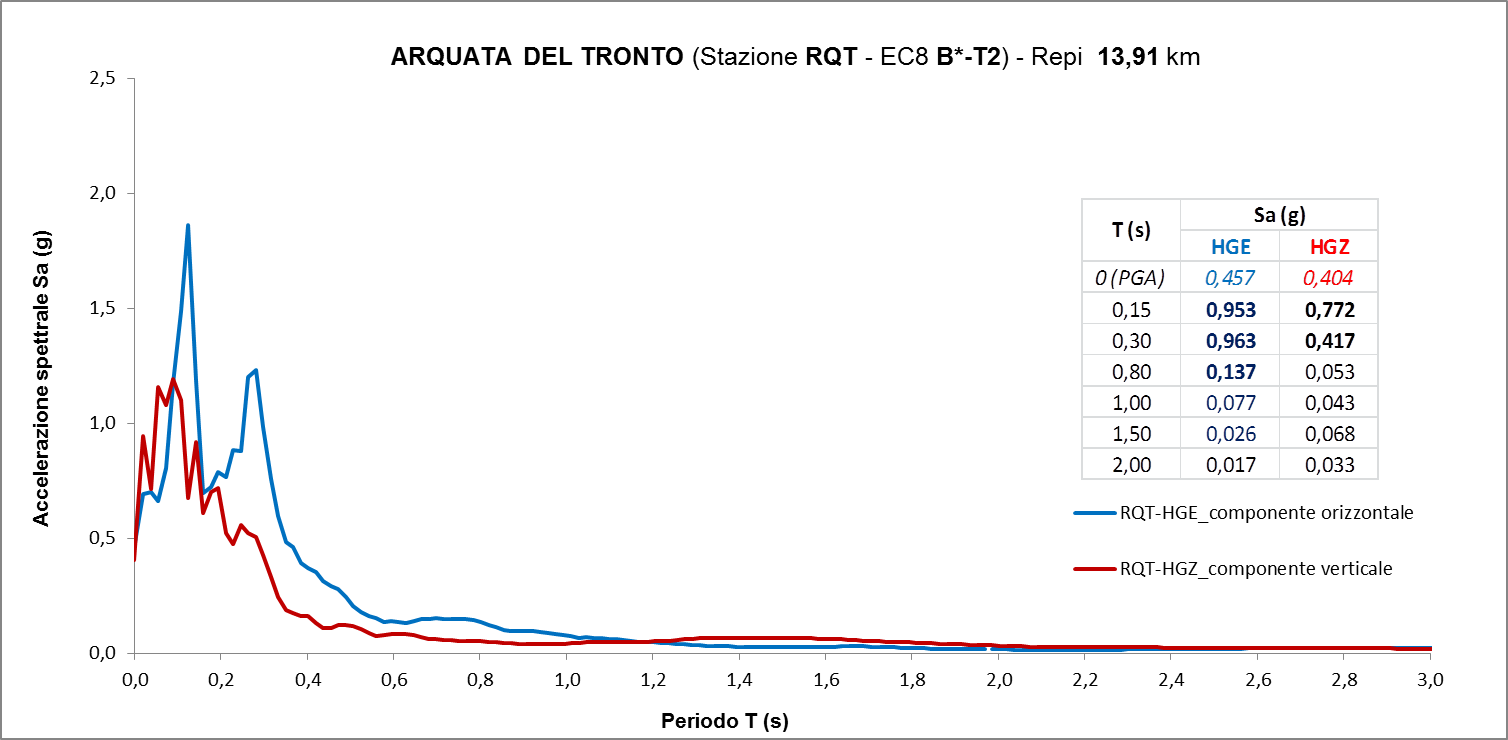 ARQUATA DEL TRONTO (Stazione RQT - EC8 B*-T2) - Repi 13,91 km
Accelerazione spettrale Sa (g)
2,5
2,0
1,5
1,0
0,5
0,0
T (s) Sa (g)
HGE HGZ
0 (PGA) 0,457 0,404
0,15 0,953 0,772
0,30 0,963 0,417
0,80 0,137 0,053
1,00 0,077 0,043
1,50 0,026 0,068
2,00 0,017 0,033
RQT-HGE_componente orizzontale
RQT-HGZ_componente verticale
0,0 0,2 0,4 0,6 0,8 1,0 1,2 1,4 1,6 1,8 2,0 2,2 2,4 2,6 2,8 3,0
Periodo T (s)